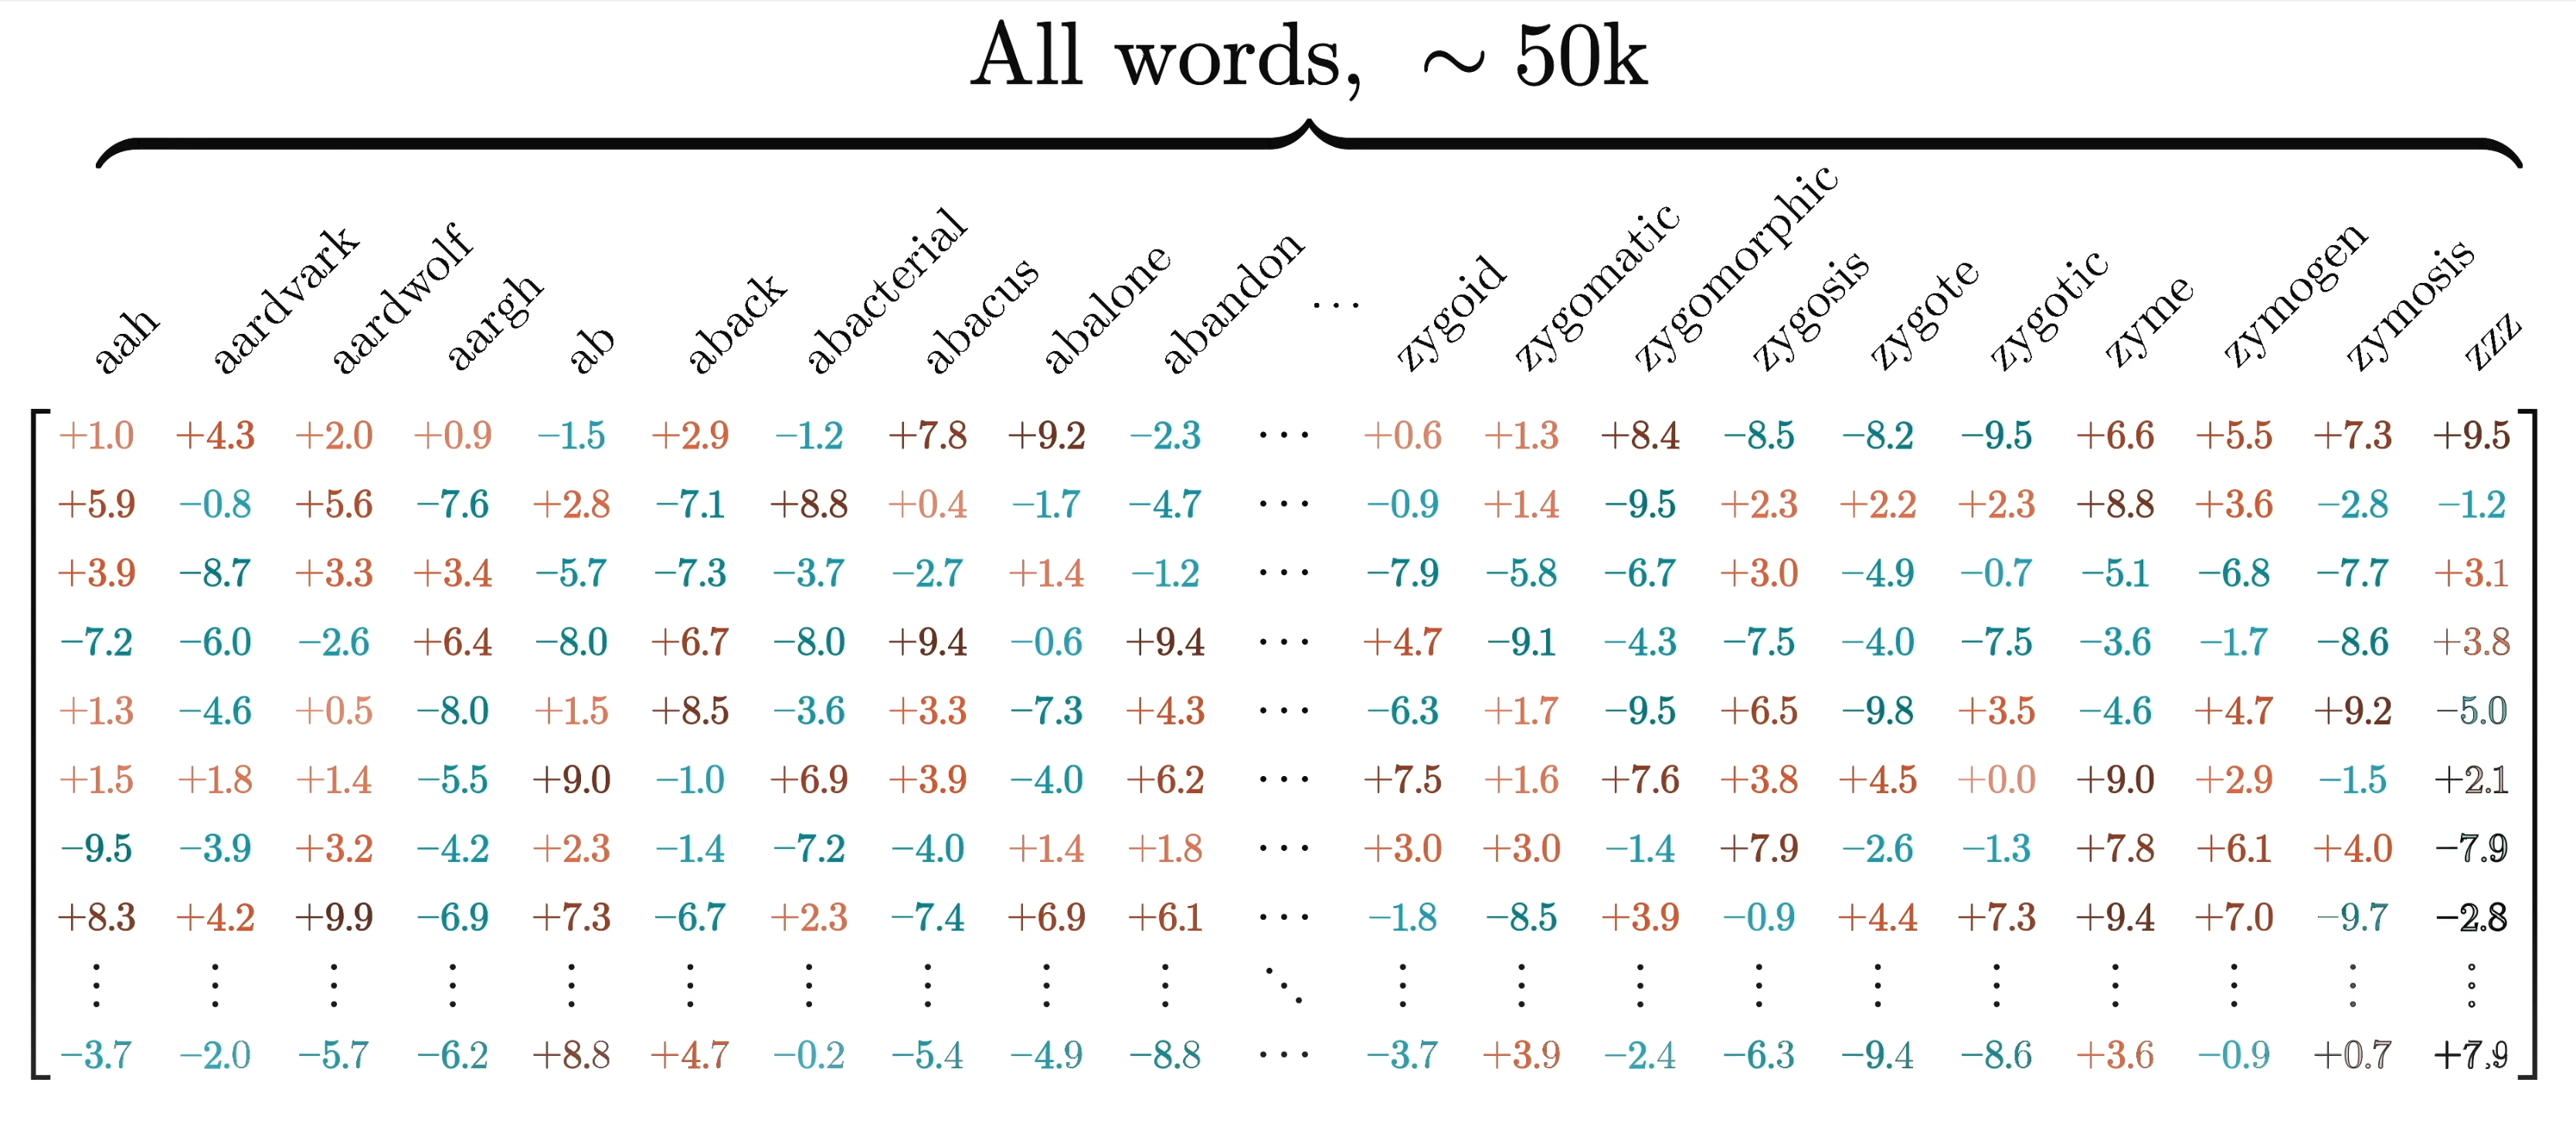 All words, ~ 50k
aah aardvark aardwolf aargh ab aback abacterial abacus abalone abandon ⋯ zygoid zygomatic zygomorphic zygosis zygote zygotic zyme zymogen zymosis zzz
+1.0 +4.3 +2.0 +0.9 −1.5 +2.9 −1.2 +7.8 +9.2 −2.3 ⋯ +0.6 +1.3 +8.4 −8.5 −8.2 −9.5 +6.6 +5.5 +7.3 +9.5
+5.9 −0.8 +5.6 −7.6 +2.8 −7.1 +8.8 +0.4 −1.7 −4.7 ⋯ −0.9 +1.4 −9.5 +2.3 +2.2 +2.3 +8.8 +3.6 −2.8 −1.2
+3.9 −8.7 +3.3 +3.4 −5.7 −7.3 −3.7 −2.7 +1.4 −1.2 ⋯ −7.9 −5.8 −6.7 +3.0 −4.9 −0.7 −5.1 −6.8 −7.7 +3.1
−7.2 −6.0 −2.6 +6.4 −8.0 +6.7 −8.0 +9.4 −0.6 +9.4 ⋯ +4.7 −9.1 −4.3 −7.5 −4.0 −7.5 −3.6 −1.7 −8.6 +3.8
+1.3 −4.6 +0.5 −8.0 +1.5 +8.5 −3.6 +3.3 −7.3 +4.3 ⋯ −6.3 +1.7 −9.5 +6.5 −9.8 +3.5 −4.6 +4.7 +9.2 −5.0
+1.5 +1.8 +1.4 −5.5 +9.0 −1.0 +6.9 +3.9 −4.0 +6.2 ⋯ +7.5 +1.6 +7.6 +3.8 +4.5 +0.0 +9.0 +2.9 −1.5 +2.1
−9.5 −3.9 +3.2 −4.2 +2.3 −1.4 −7.2 −4.0 +1.4 +1.8 ⋯ +3.0 +3.0 −1.4 +7.9 −2.6 −1.3 +7.8 +6.1 +4.0 −7.9
+8.3 +4.2 +9.9 −6.9 +7.3 −6.7 +2.3 −7.4 +6.9 +6.1 ⋯ −1.8 −8.5 +3.9 −0.9 +4.4 +7.3 +9.4 +7.0 −9.7 −2.8
⋮ ⋮ ⋮ ⋮ ⋮ ⋮ ⋮ ⋮ ⋮ ⋮ ⋱ ⋮ ⋮ ⋮ ⋮ ⋮ ⋮ ⋮ ⋮ ⋮ ⋮
−3.7 −2.0 −5.7 −6.2 +8.8 +4.7 −0.2 −5.4 −4.9 −8.8 ⋯ −3.7 +3.9 −2.4 −6.3 −9.4 −8.6 +3.6 −0.9 +0.7 +7.9